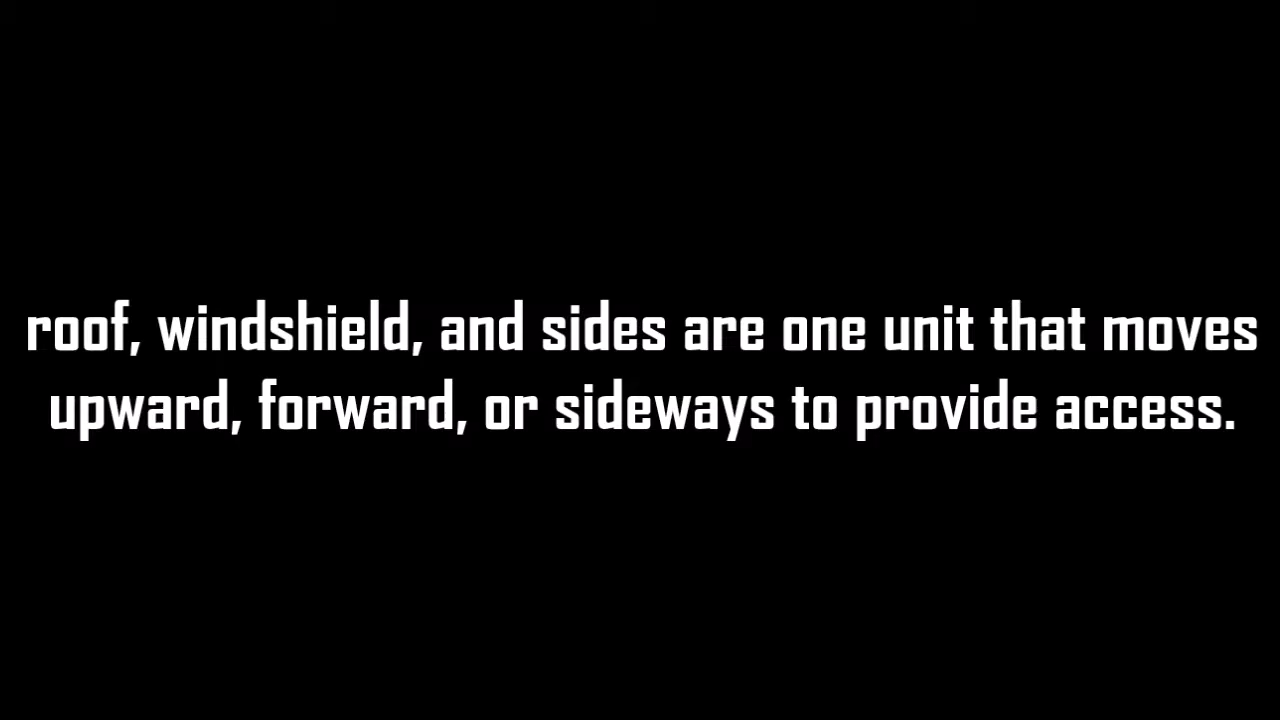 roof, windshield, and sides are one unit that moves
upward, forward, or sideways to provide access.